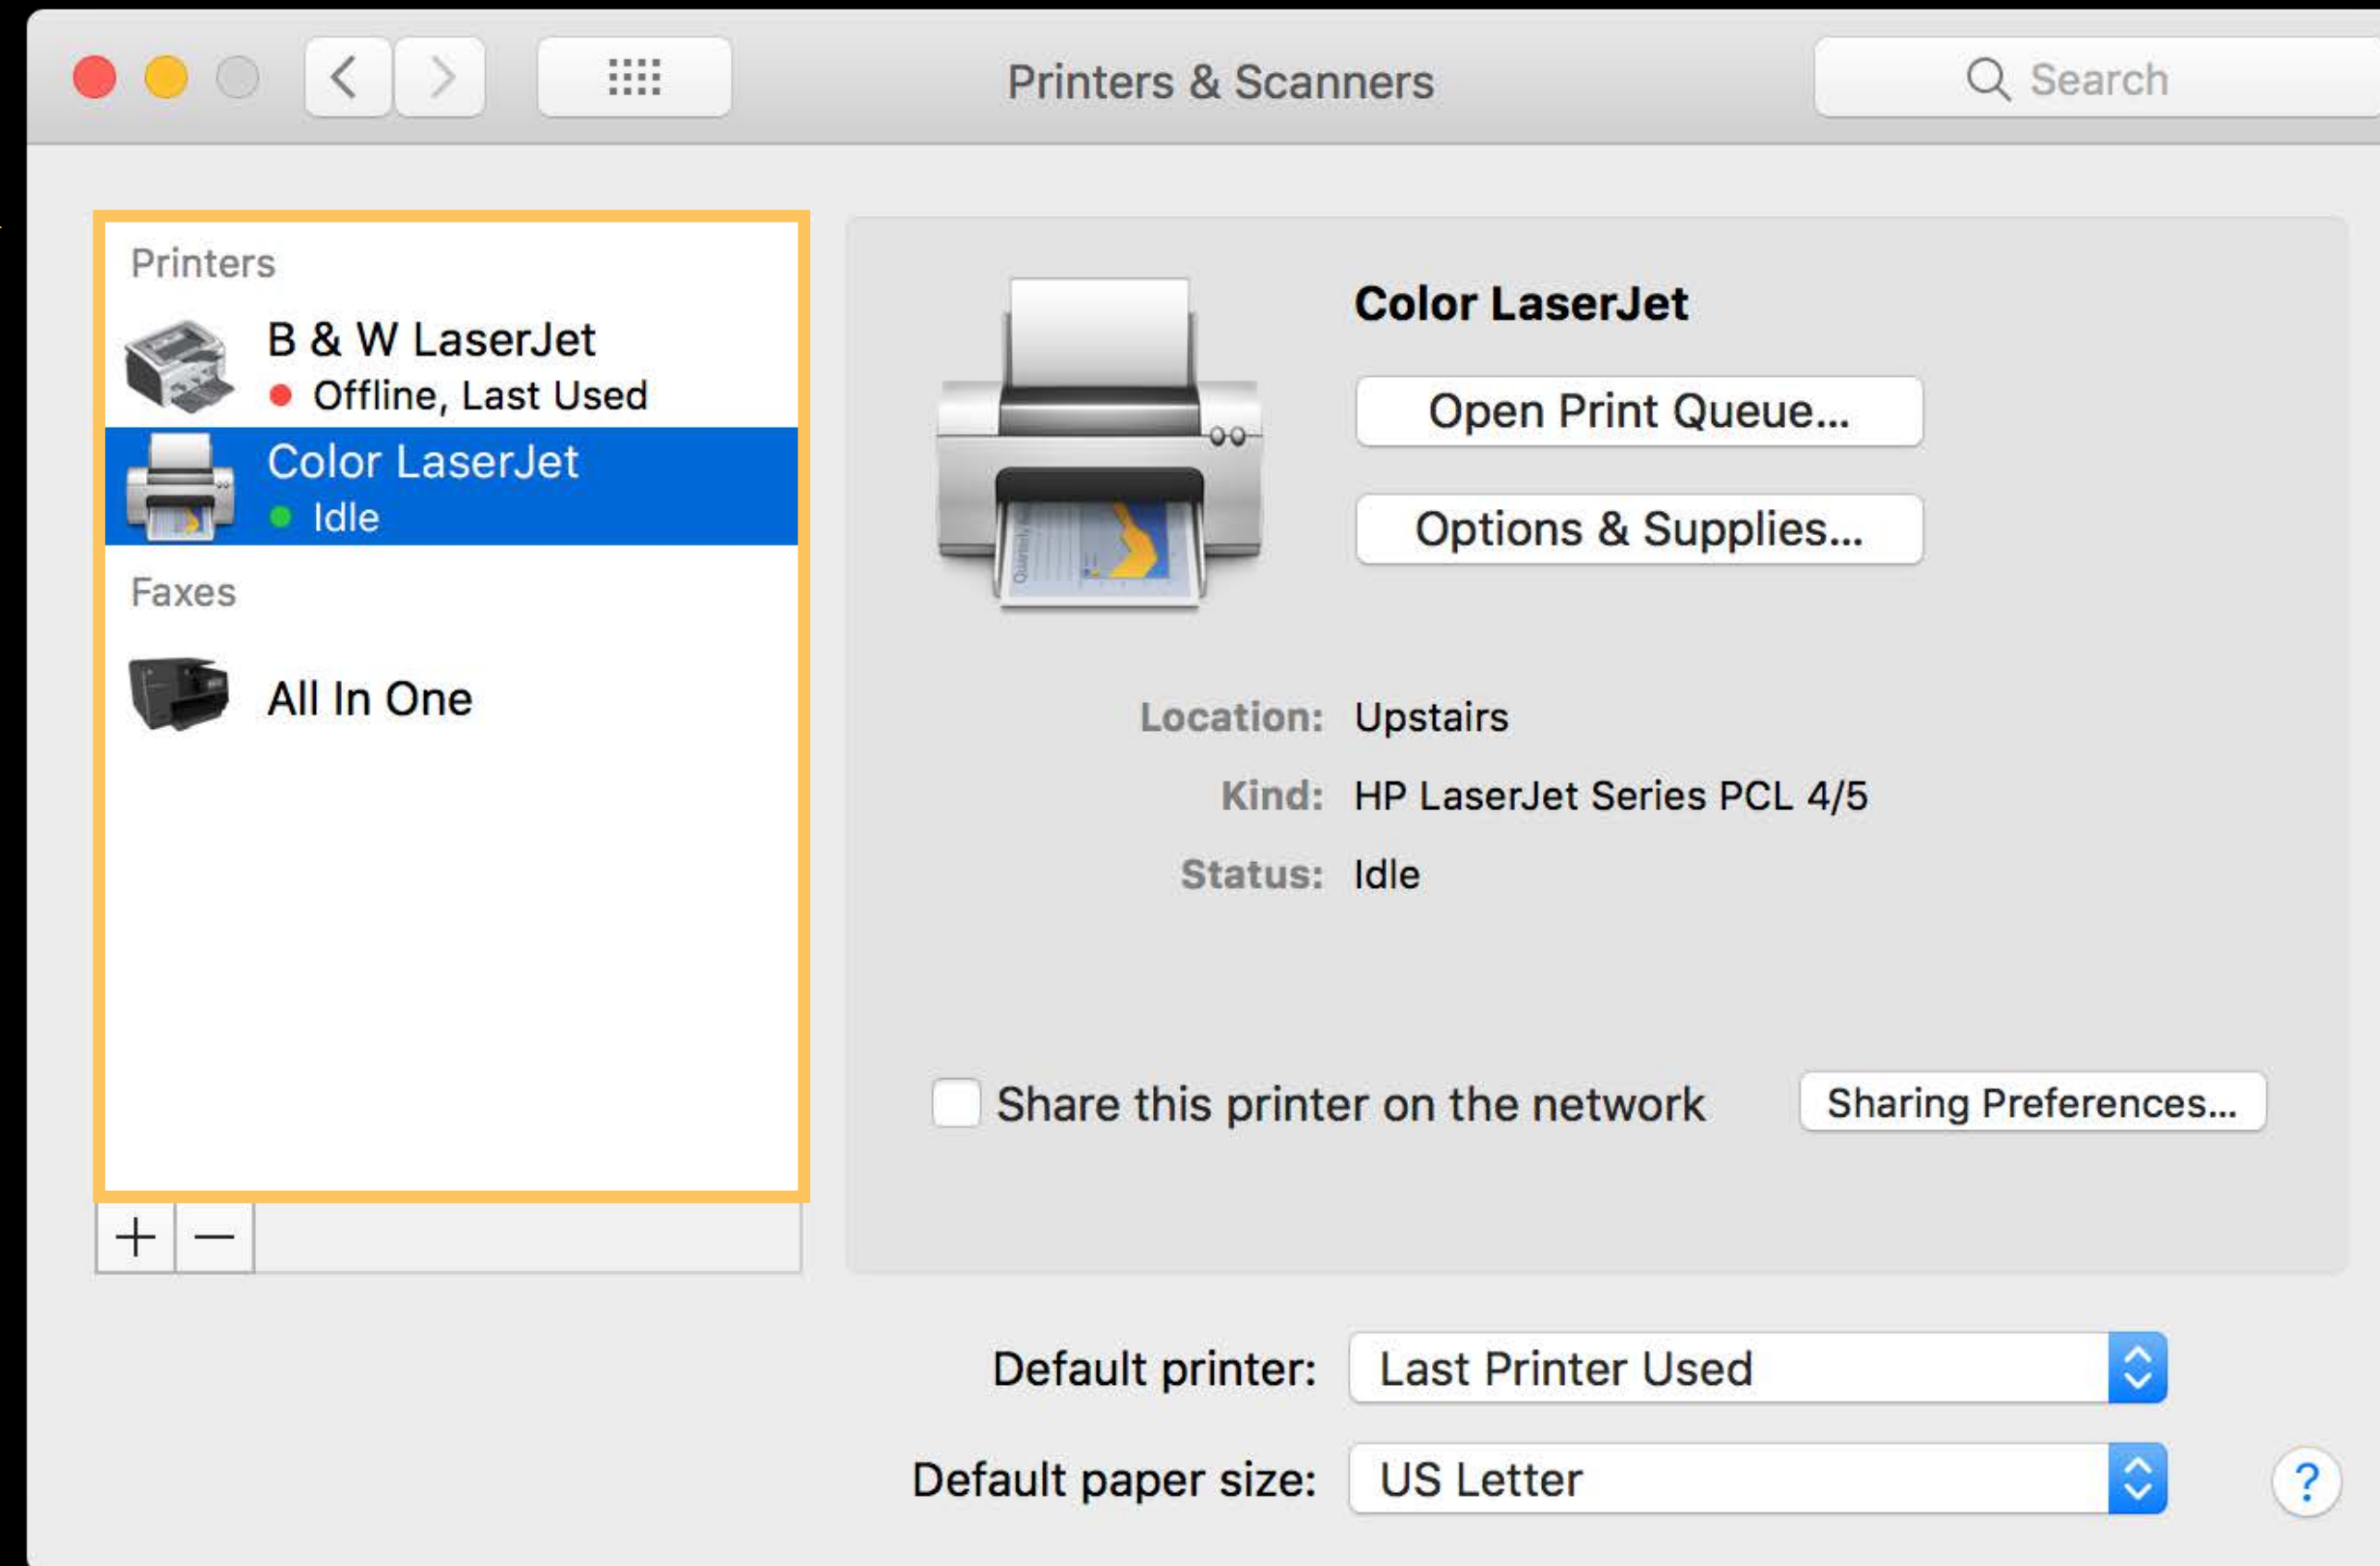 Printers & Scanners
Search
Printers
B & W LaserJet
Offline, Last Used
Color LaserJet
Idle
Faxes
All In One
Color LaserJet
Open Print Queue...
Options & Supplies...
Location: Upstairs
Kind: HP LaserJet Series PCL 4/5
Status: Idle
Share this printer on the network
Sharing Preferences...
+ −
Default printer: Last Printer Used
Default paper size: US Letter
?